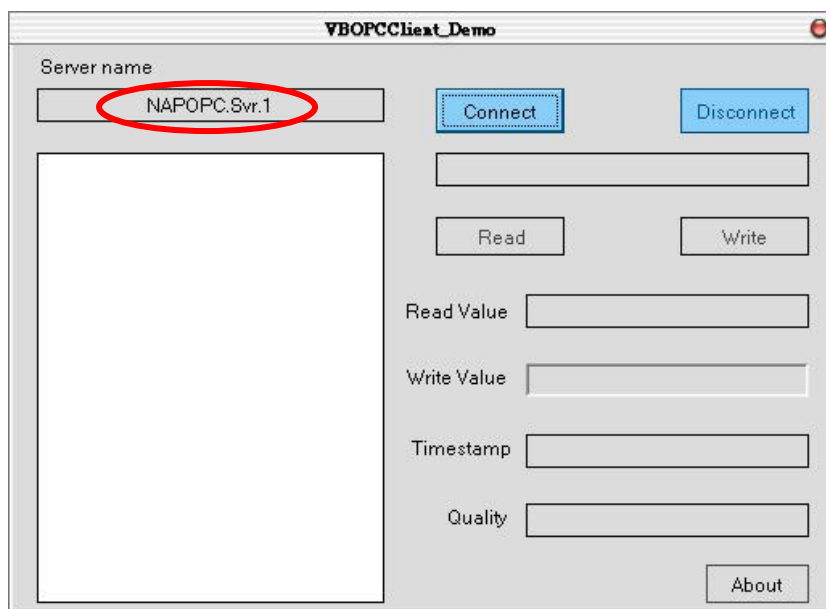 VBOPCClient_Demo
Server name
NAPOPC.Svr.1
Connect
Disconnect
Read
Write
Read Value
Write Value
Timestamp
Quality
About